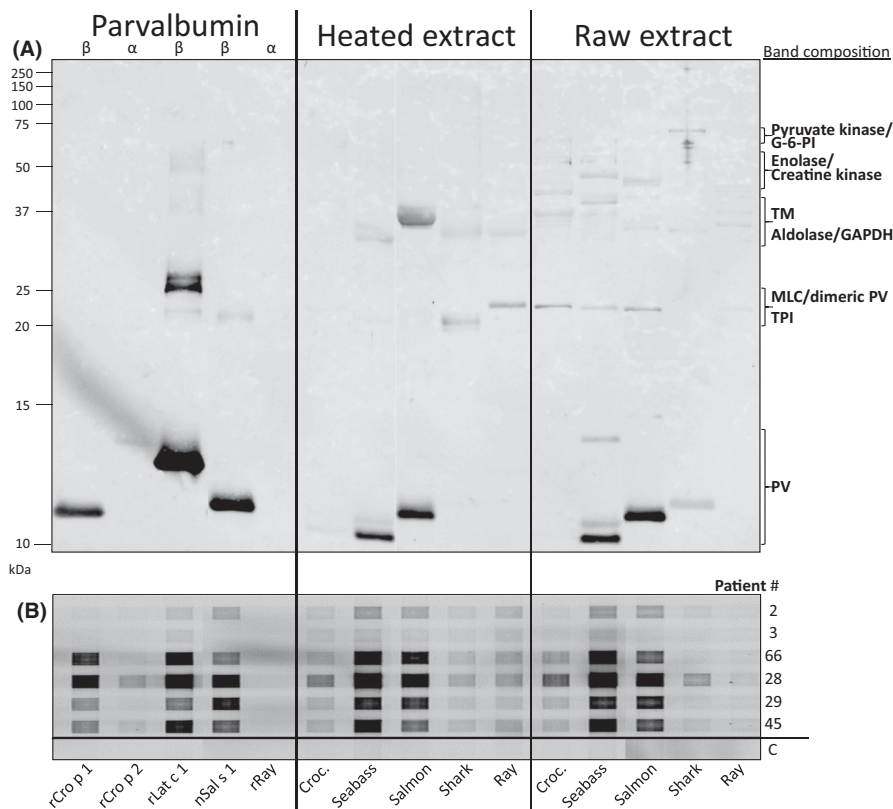 Parvalbumin
Heated extract
Raw extract
(A)
β α β β α
Band composition
250
150
100
75
50
37
25
20
15
10
kDa
Pyruvate kinase/
G-6-PI
Enolase/
Creatine kinase
TM
Aldolase/GAPDH
MLC/dimeric PV
TPI
PV
(B)
Patient #
2
3
66
28
29
45
C
rCro p 1 rCro p 2 rLat c 1 nSal s 1 rRay Croc. Seabass Salmon Shark Ray Croc. Seabass Salmon Shark Ray